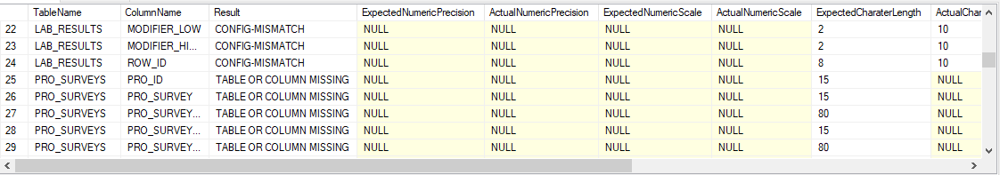 TableName ColumnName Result ExpectedNumericPrecision ActualNumericPrecision ExpectedNumericScale ActualNumericScale ExpectedCharaterLength ActualChar
22 LAB_RESULTS MODIFIER_LOW CONFIG-MISMATCH NULL NULL NULL NULL 2 10
23 LAB_RESULTS MODIFIER_HI... CONFIG-MISMATCH NULL NULL NULL NULL 2 10
24 LAB_RESULTS ROW_ID CONFIG-MISMATCH NULL NULL NULL NULL 8 10
25 PRO_SURVEYS PRO_ID TABLE OR COLUMN MISSING NULL NULL NULL NULL 15 NULL
26 PRO_SURVEYS PRO_SURVEY TABLE OR COLUMN MISSING NULL NULL NULL NULL 15 NULL
27 PRO_SURVEYS PRO_SURVEY... TABLE OR COLUMN MISSING NULL NULL NULL NULL 80 NULL
28 PRO_SURVEYS PRO_SURVEY... TABLE OR COLUMN MISSING NULL NULL NULL NULL 15 NULL
29 PRO_SURVEYS PRO_SURVEY... TABLE OR COLUMN MISSING NULL NULL NULL NULL 80 NULL